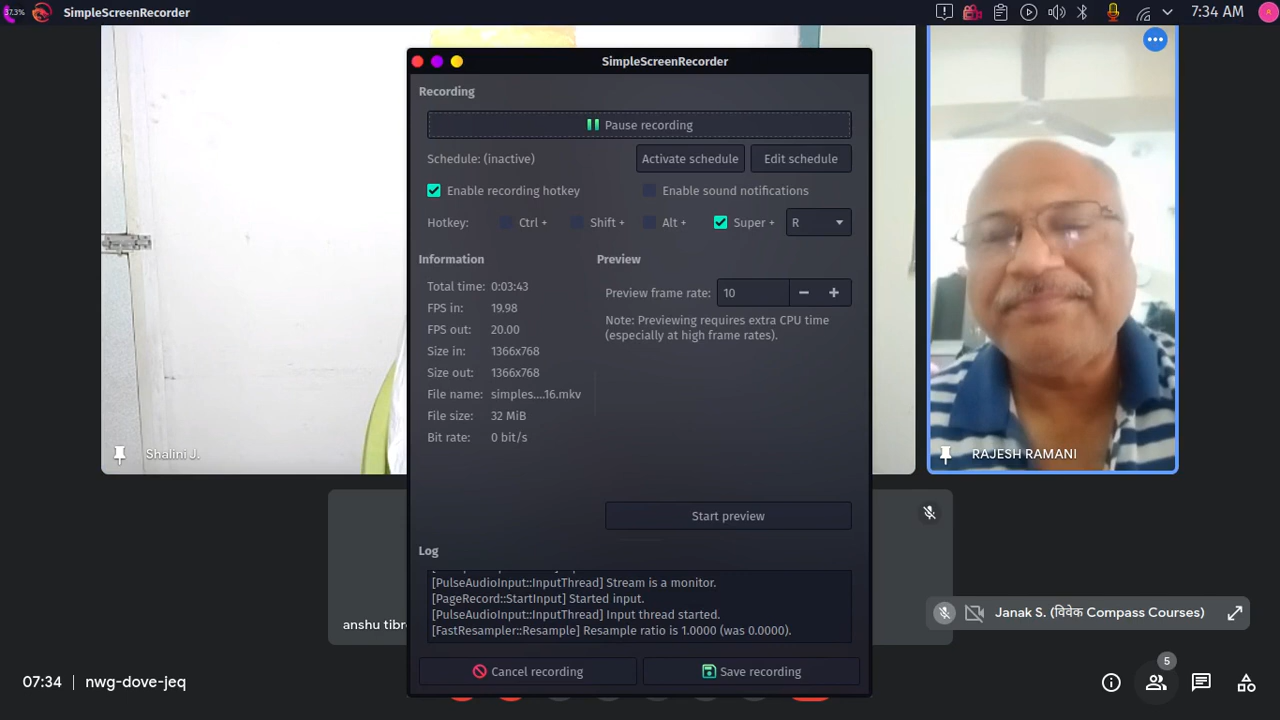 37.3%
SimpleScreenRecorder
7:34 AM
SimpleScreenRecorder
Recording
Pause recording
Schedule: (inactive)
Activate schedule
Edit schedule
Enable recording hotkey
Enable sound notifications
Hotkey:
Ctrl +
Shift +
Alt +
Super +
R
Information
Total time: 0:03:43
FPS in: 19.98
FPS out: 20.00
Size in: 1366x768
Size out: 1366x768
File name: simples....16.mkv
File size: 32 MiB
Bit rate: 0 bit/s
Preview
Preview frame rate: 10
Note: Previewing requires extra CPU time
(especially at high frame rates).
Start preview
Log
[PulseAudioInput::InputThread] Stream is a monitor.
[PageRecord::StartInput] Started input.
[PulseAudioInput::InputThread] Input thread started.
[FastResampler::Resample] Resample ratio is 1.0000 (was 0.0000).
Cancel recording
Save recording
Shalini J.
RAJESH RAMANI
anshu tibr
Janak S. (विवेक Compass Courses)
07:34
nwg-dove-jeq
5